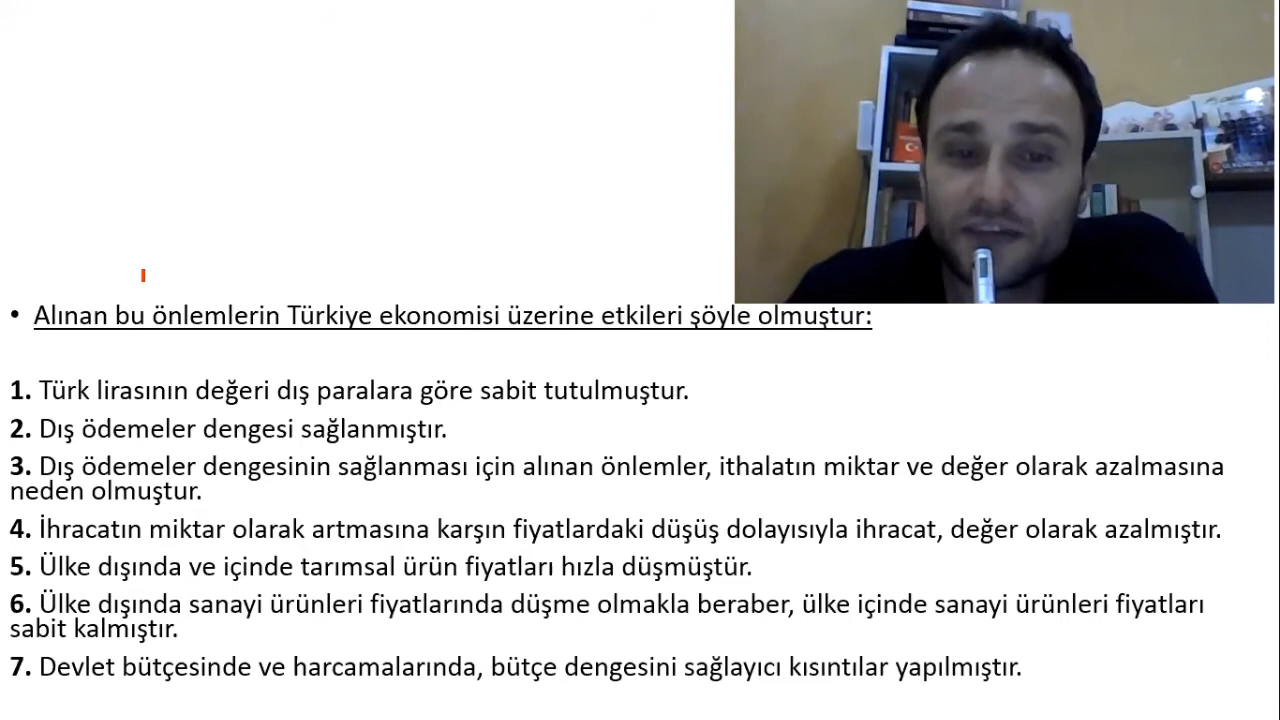 • Alınan bu önlemlerin Türkiye ekonomisi üzerine etkileri şöyle olmuştur:
1. Türk lirasının değeri dış paralara göre sabit tutulmuştur.
2. Dış ödemeler dengesi sağlanmıştır.
3. Dış ödemeler dengesinin sağlanması için alınan önlemler, ithalatın miktar ve değer olarak azalmasına
neden olmuştur.
4. İhracatın miktar olarak artmasına karşın fiyatlardaki düşüş dolayısıyla ihracat, değer olarak azalmıştır.
5. Ülke dışında ve içinde tarımsal ürün fiyatları hızla düşmüştür.
6. Ülke dışında sanayi ürünleri fiyatlarında düşme olmakla beraber, ülke içinde sanayi ürünleri fiyatları
sabit kalmıştır.
7. Devlet bütçesinde ve harcamalarında, bütçe dengesini sağlayıcı kısıntılar yapılmıştır.